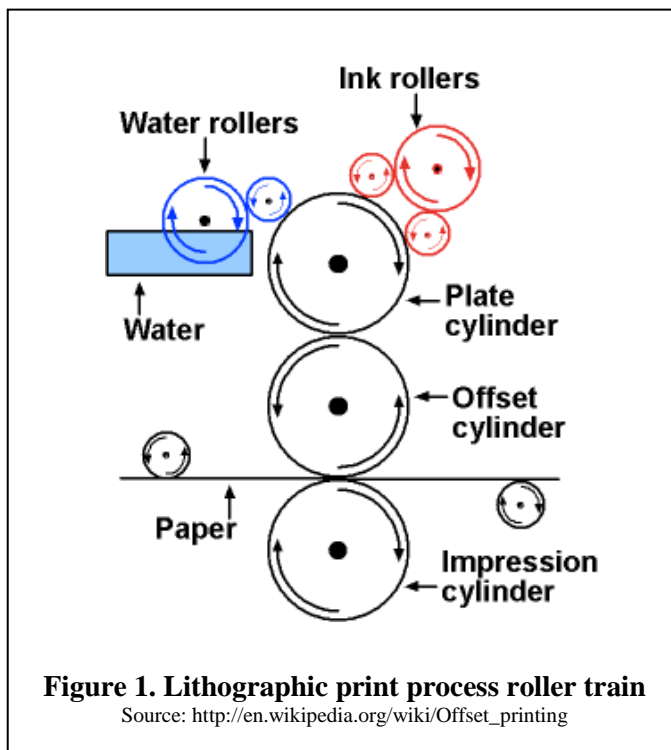 Ink rollers
Water rollers
Plate
cylinder
Water
Offset
cylinder
Paper
Impression
cylinder
Figure 1. Lithographic print process roller train
Source: http://en.wikipedia.org/wiki/Offset_printing